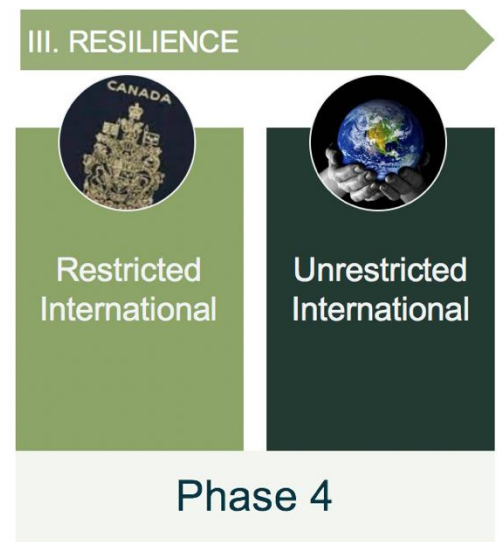 III. RESILIENCE
CANADA
Restricted
International
Unrestricted
International
Phase 4